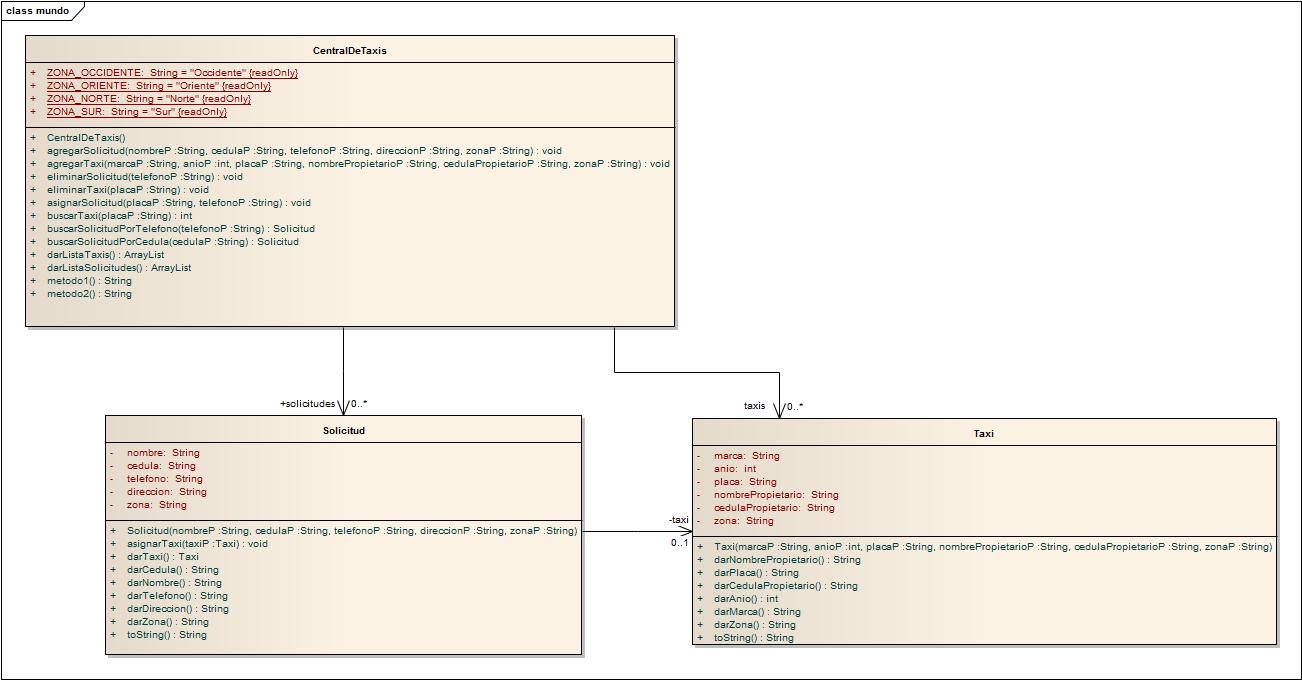 class mundo
CentralDeTaxis
+ ZONA_OCCIDENTE: String = "Occidente" {readOnly}
+ ZONA_ORIENTE: String = "Oriente" {readOnly}
+ ZONA_NORTE: String = "Norte" {readOnly}
+ ZONA_SUR: String = "Sur" {readOnly}
+ CentralDeTaxis()
+ agregarSolicitud(nombreP :String, cedulaP :String, telefonoP :String, direccionP :String, zonaP :String) : void
+ agregarTaxi(marcaP :String, anioP :int, placaP :String, nombrePropietarioP :String, cedulaPropietarioP :String, zonaP :String) : void
+ eliminarSolicitud(telefonoP :String) : void
+ eliminarTaxi(placaP :String) : void
+ asignarSolicitud(placaP :String, telefonoP :String) : void
+ buscarTaxi(placaP :String) : int
+ buscarSolicitudPorTelefono(telefonoP :String) : Solicitud
+ buscarSolicitudPorCedula(cedulaP :String) : Solicitud
+ darListaTaxis() : ArrayList
+ darListaSolicitudes() : ArrayList
+ metodo1() : String
+ metodo2() : String
+solicitudes 0..*
taxis 0..*
Solicitud
- nombre: String
- cedula: String
- telefono: String
- direccion: String
- zona: String
+ Solicitud(nombreP :String, cedulaP :String, telefonoP :String, direccionP :String, zonaP :String)
+ asignarTaxi(taxiP :Taxi) : void
+ darTaxi() : Taxi
+ darCedula() : String
+ darNombre() : String
+ darTelefono() : String
+ darDireccion() : String
+ darZona() : String
+ toString() : String
-taxi
0..1
Taxi
- marca: String
- anio: int
- placa: String
- nombrePropietario: String
- cedulaPropietario: String
- zona: String
+ Taxi(marcaP :String, anioP :int, placaP :String, nombrePropietarioP :String, cedulaPropietarioP :String, zonaP :String)
+ darNombrePropietario() : String
+ darPlaca() : String
+ darCedulaPropietario() : String
+ darAnio() : int
+ darMarca() : String
+ darZona() : String
+ toString() : String